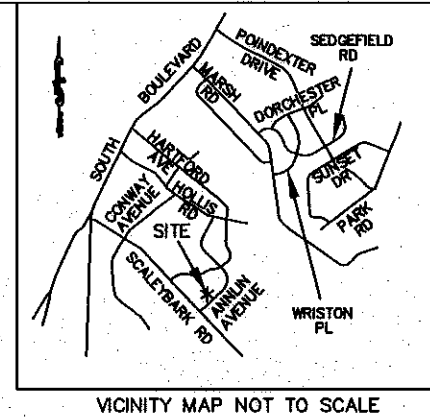 POINDEXTER
DRIVE
SEDGEFIELD
RD
BOULEVARD
MARSH
RD
DORCHESTER
PL
SOUTH
HARTFORD
AVE
HOLLIS
RD
SUNSET
DR
CONWAY
AVENUE
PARK
RD
SITE
SCALEYBARK RD
ANNLIN
AVENUE
WRISTON
PL
VICINITY MAP NOT TO SCALE